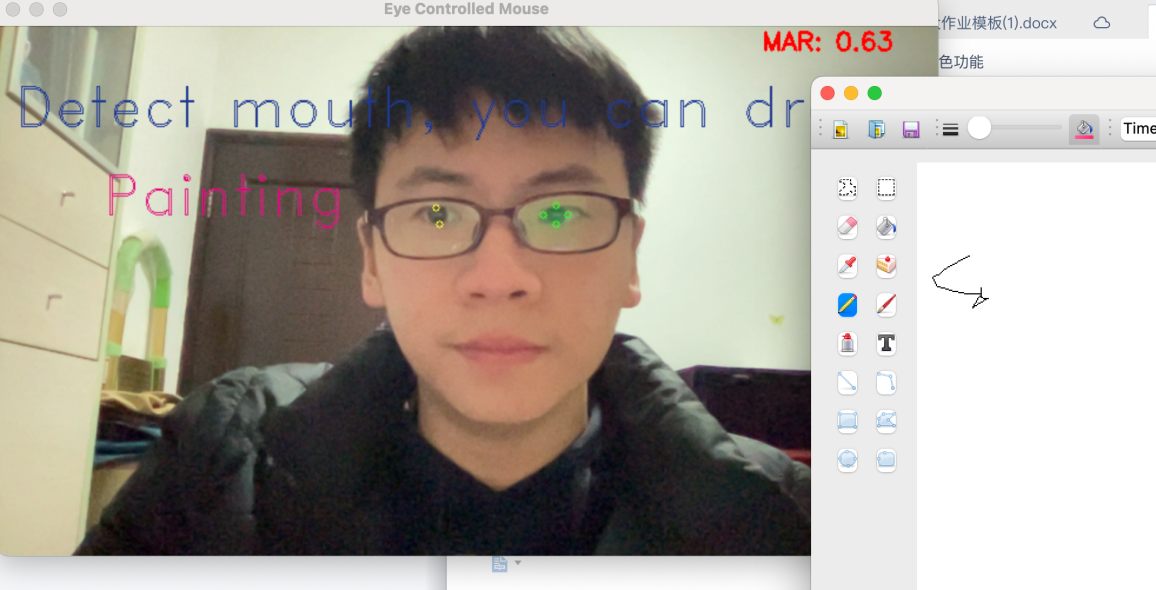 Eye Controlled Mouse
MAR: 0.63
作业模板(1).docx
色功能
Detect mouth, you can dr
Time
Painting
T